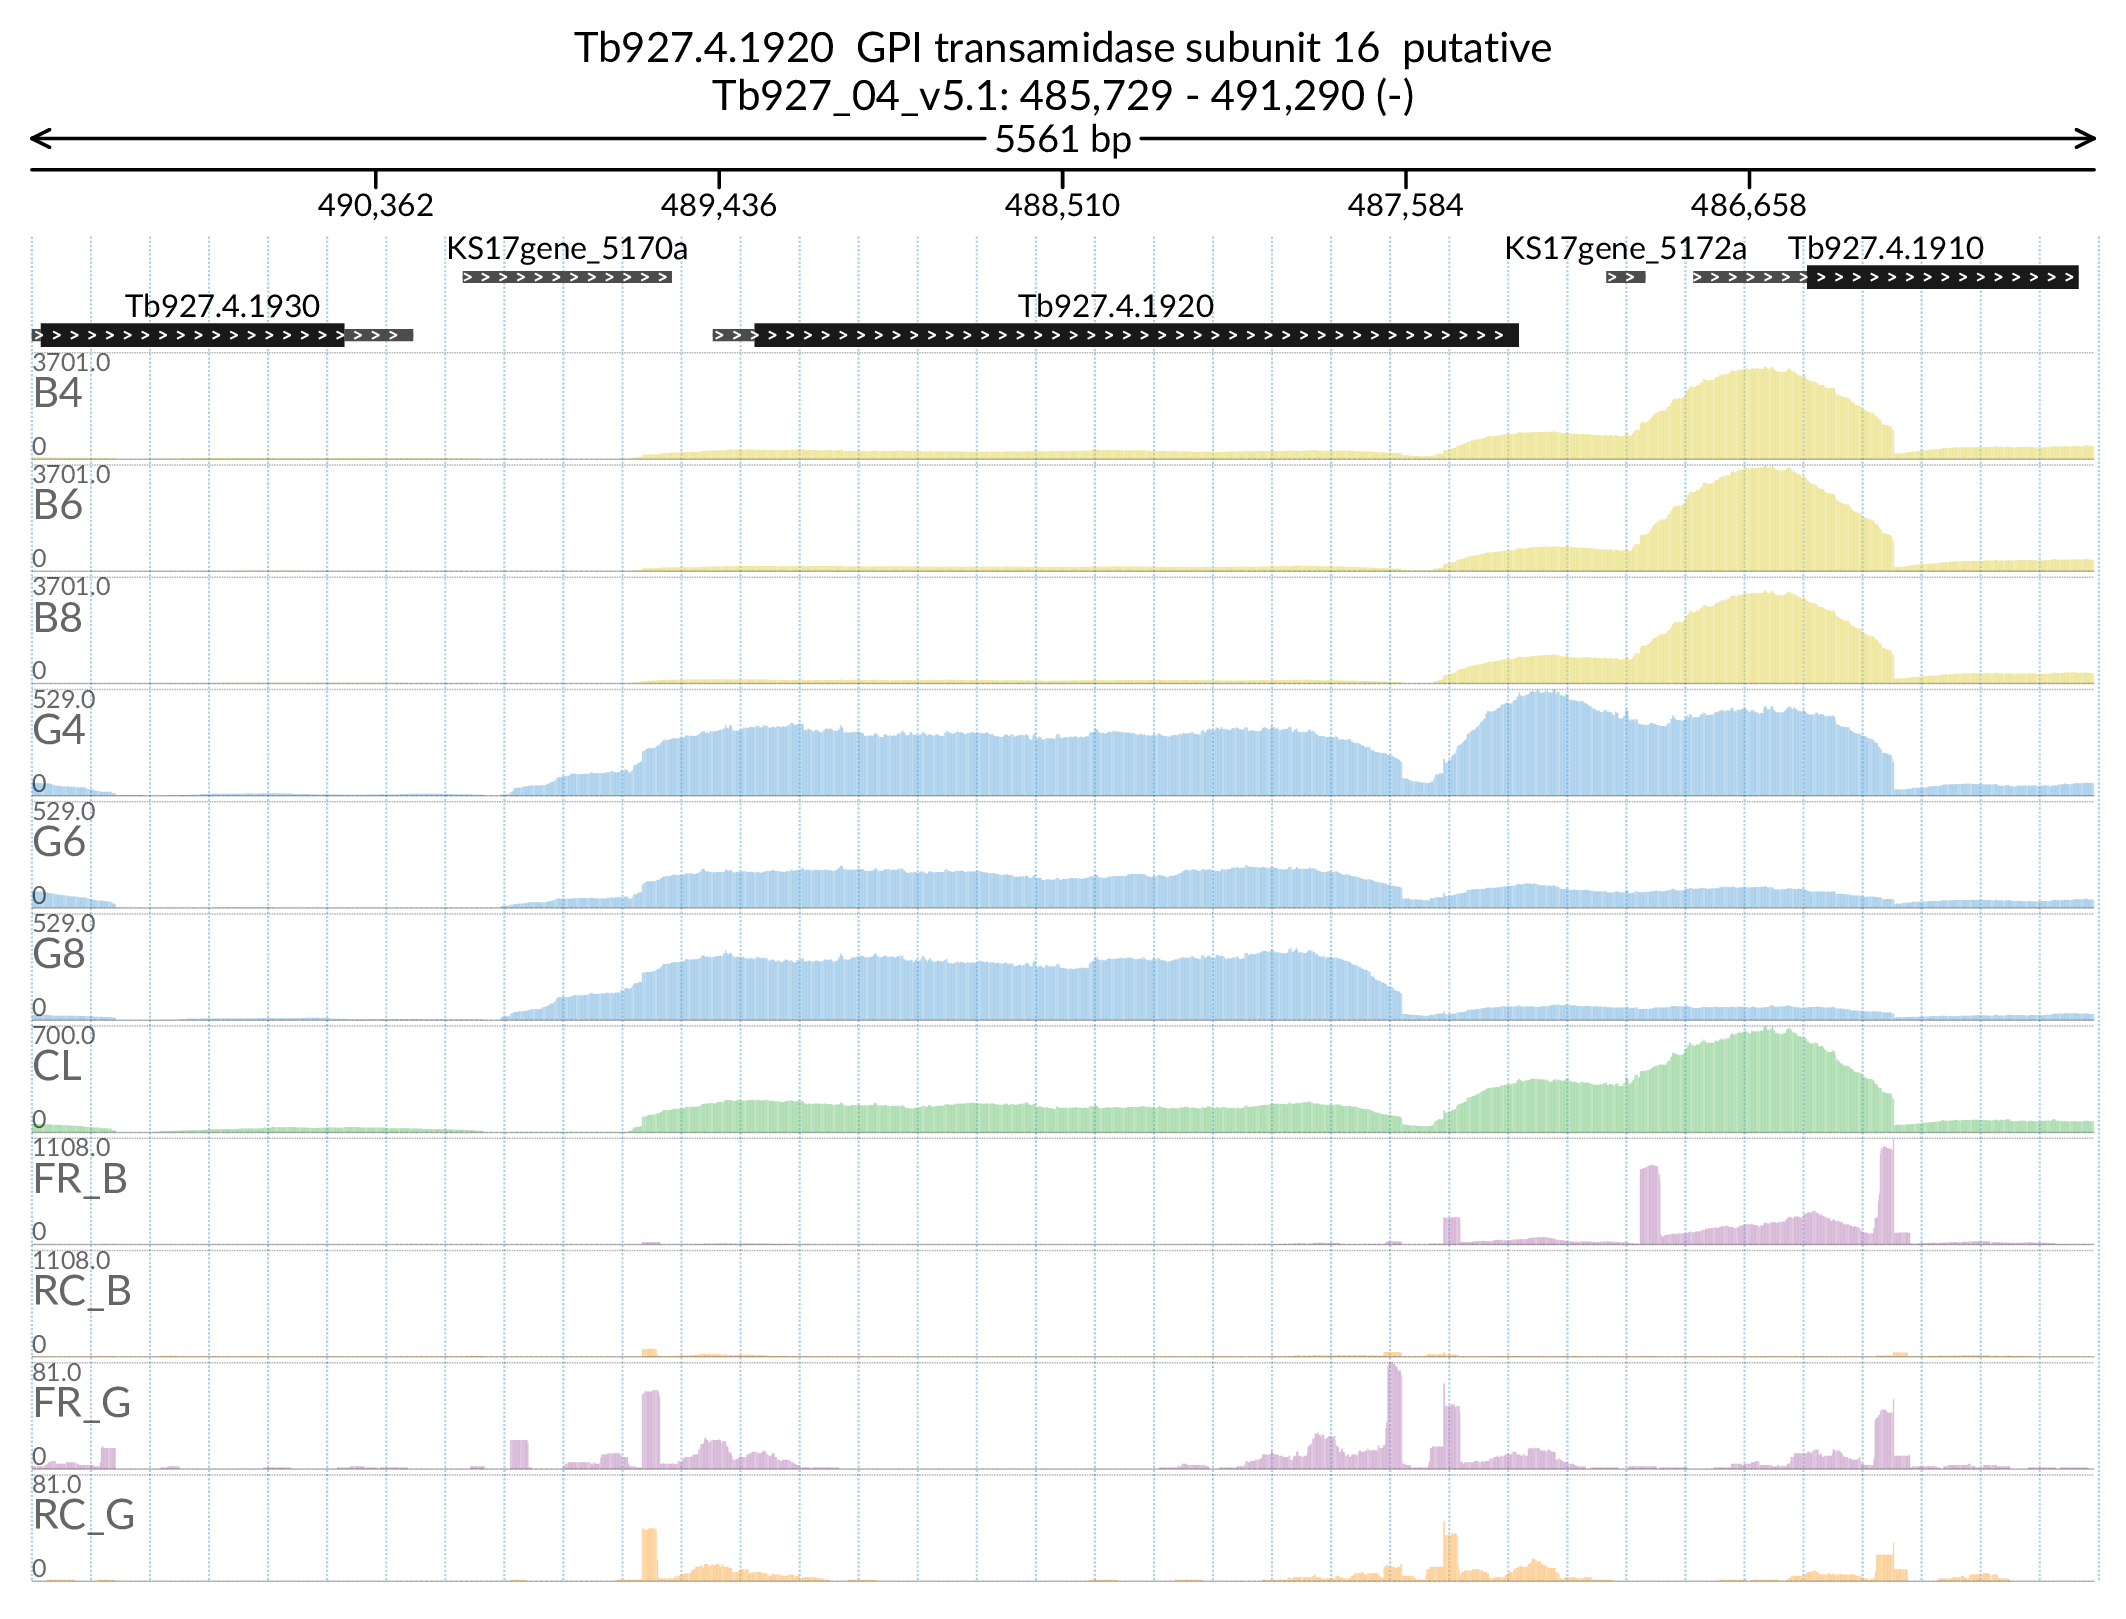 Tb927.4.1920  GPI transamidase subunit 16  putative
Tb927_04_v5.1: 485,729 - 491,290 (-)
5561 bp
490,362 489,436 488,510 487,584 486,658
KS17gene_5170a KS17gene_5172a Tb927.4.1910
Tb927.4.1930 Tb927.4.1920
3701.0
B4
0
3701.0
B6
0
3701.0
B8
0
529.0
G4
0
529.0
G6
0
529.0
G8
0
700.0
CL
0
1108.0
FR_B
0
1108.0
RC_B
0
81.0
FR_G
0
81.0
RC_G
0